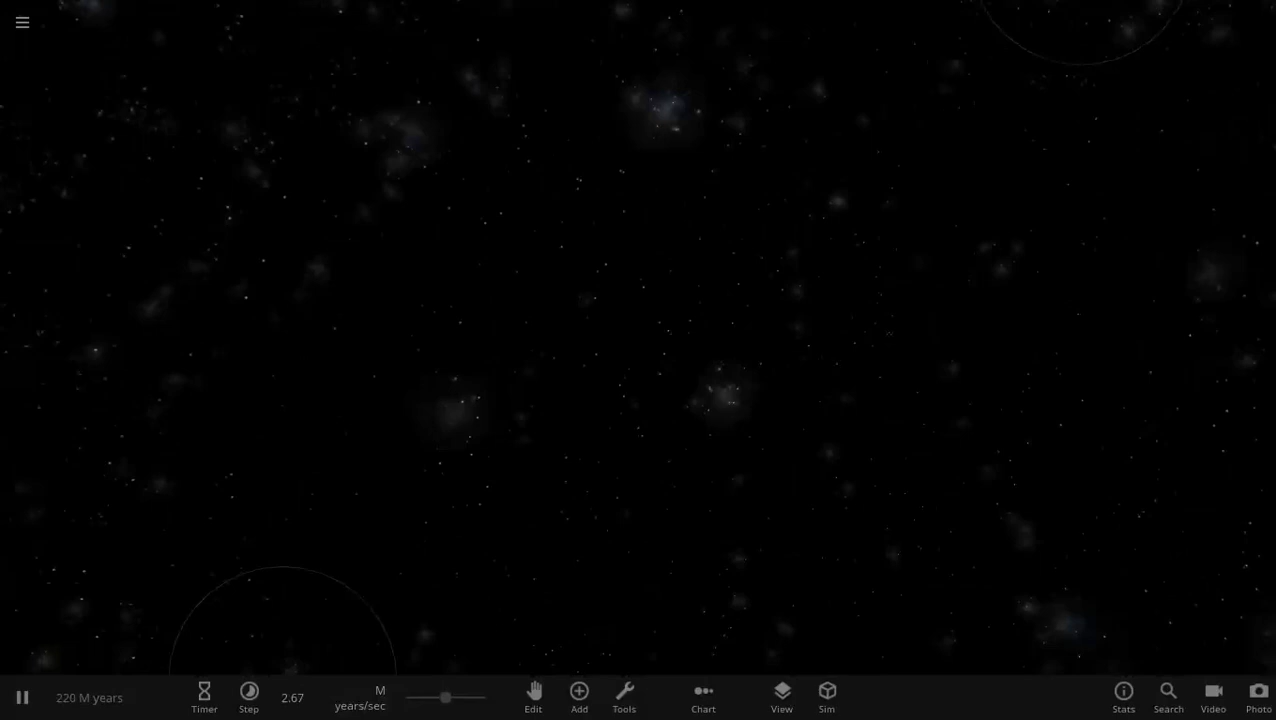 220 M years
Timer
Step
2.67
M
years/sec
Edit
Add
Tools
Chart
View
Sim
Stats
Search
Video
Photo